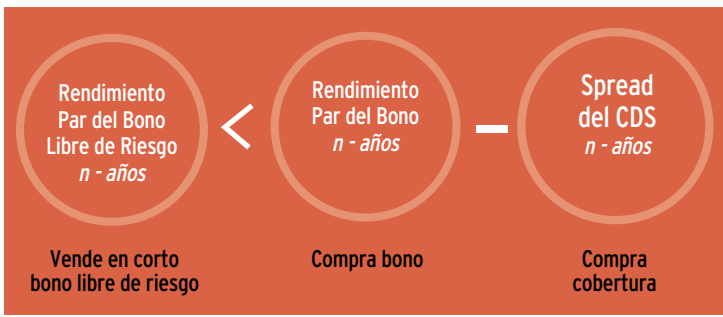 Rendimiento
Par del Bono
Libre de Riesgo
n - años
<
Rendimiento
Par del Bono
n - años
–
Spread
del CDS
n - años
Vende en corto
bono libre de riesgo
Compra bono
Compra
cobertura